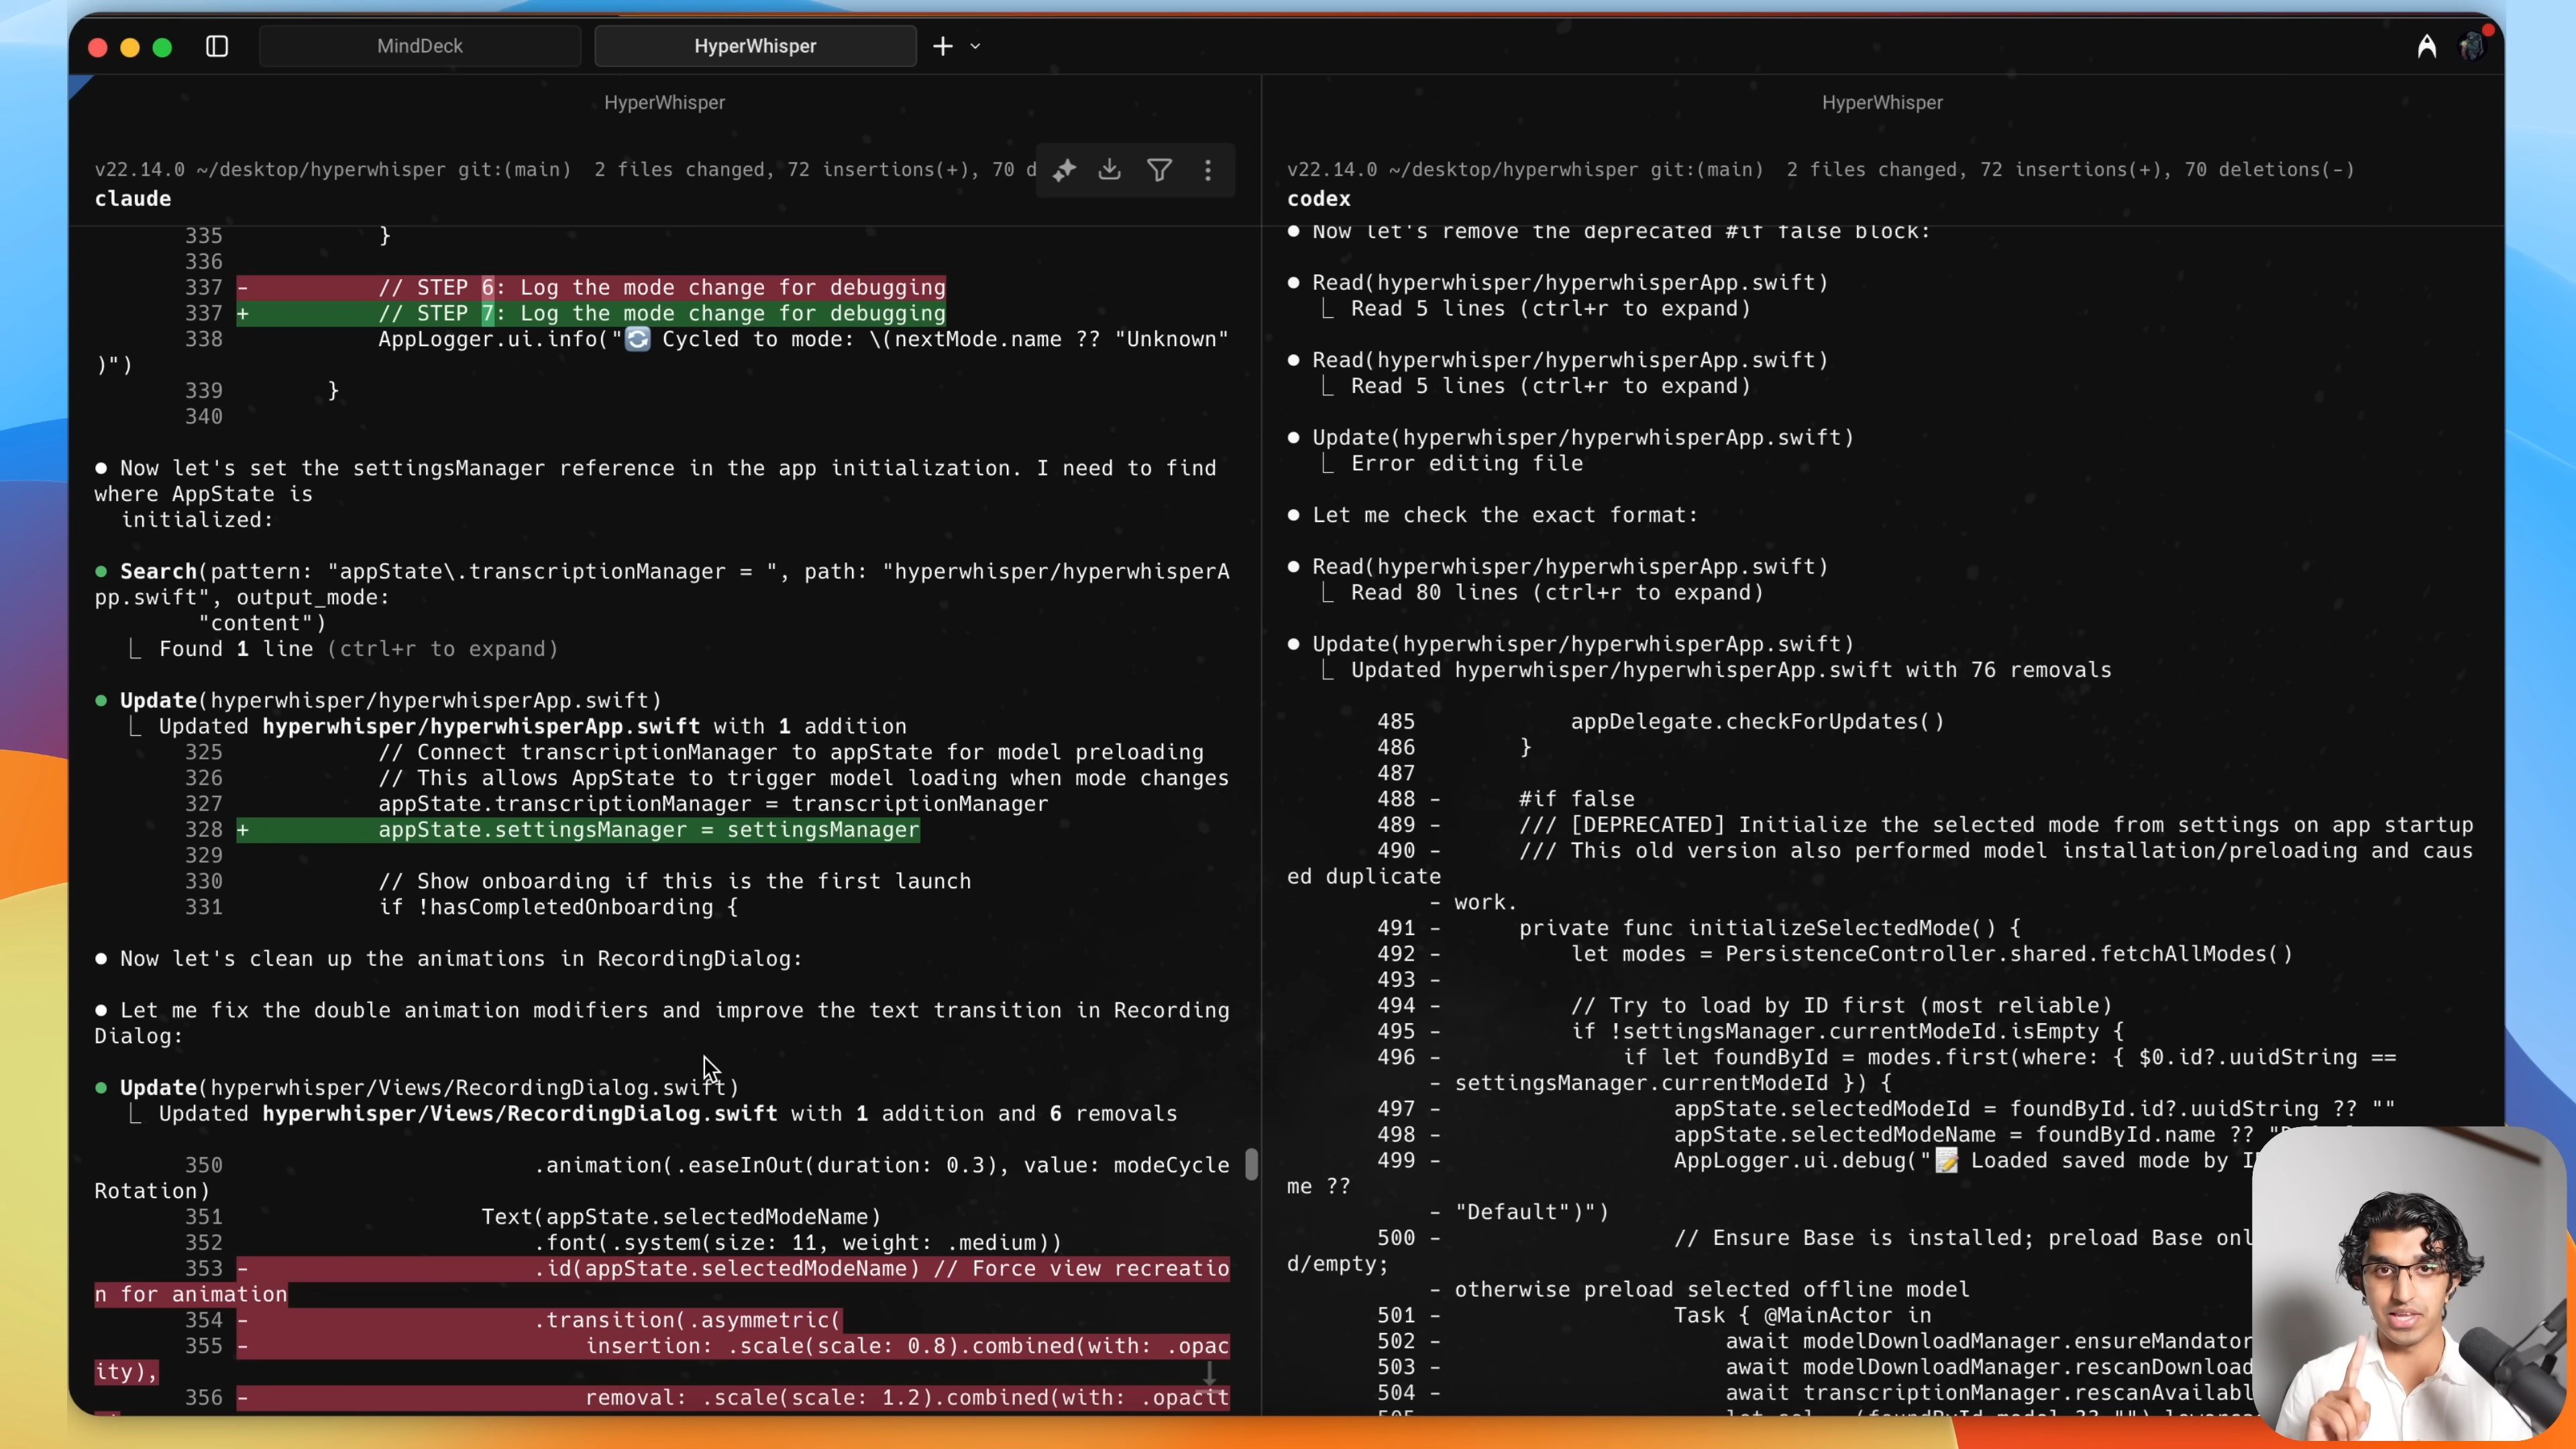 MindDeck
HyperWhisper
HyperWhisper
v22.14.0 ~/desktop/hyperwhisper git:(main)  2 files changed, 72 insertions(+), 70 d
claude
335 }
336
337 - // STEP 6: Log the mode change for debugging
337 + // STEP 7: Log the mode change for debugging
338 AppLogger.ui.info("🔄 Cycled to mode: \(nextMode.name ?? "Unknown"
)")
339 }
340
● Now let's set the settingsManager reference in the app initialization. I need to find
where AppState is
initialized:
● Search(pattern: "appState\.transcriptionManager = ", path: "hyperwhisper/hyperwhisperA
pp.swift", output_mode:
"content")
⎿ Found 1 line (ctrl+r to expand)
● Update(hyperwhisper/hyperwhisperApp.swift)
⎿ Updated hyperwhisper/hyperwhisperApp.swift with 1 addition
325 // Connect transcriptionManager to appState for model preloading
326 // This allows AppState to trigger model loading when mode changes
327 appState.transcriptionManager = transcriptionManager
328 + appState.settingsManager = settingsManager
329
330 // Show onboarding if this is the first launch
331 if !hasCompletedOnboarding {
● Now let's clean up the animations in RecordingDialog:
● Let me fix the double animation modifiers and improve the text transition in Recording
Dialog:
● Update(hyperwhisper/Views/RecordingDialog.swift)
⎿ Updated hyperwhisper/Views/RecordingDialog.swift with 1 addition and 6 removals
350 .animation(.easeInOut(duration: 0.3), value: modeCycle
Rotation)
351 Text(appState.selectedModeName)
352 .font(.system(size: 11, weight: .medium))
353 - .id(appState.selectedModeName) // Force view recreatio
n for animation
354 - .transition(.asymmetric(
355 - insertion: .scale(scale: 0.8).combined(with: .opac
ity),
356 - removal: .scale(scale: 1.2).combined(with:
HyperWhisper
v22.14.0 ~/desktop/hyperwhisper git:(main)  2 files changed, 72 insertions(+), 70 deletions(-)
codex
● Now let's remove the deprecated #if false block:
● Read(hyperwhisper/hyperwhisperApp.swift)
⎿ Read 5 lines (ctrl+r to expand)
● Read(hyperwhisper/hyperwhisperApp.swift)
⎿ Read 5 lines (ctrl+r to expand)
● Update(hyperwhisper/hyperwhisperApp.swift)
⎿ Error editing file
● Let me check the exact format:
● Read(hyperwhisper/hyperwhisperApp.swift)
⎿ Read 80 lines (ctrl+r to expand)
● Update(hyperwhisper/hyperwhisperApp.swift)
⎿ Updated hyperwhisper/hyperwhisperApp.swift with 76 removals
485 appDelegate.checkForUpdates()
486 }
487
488 - #if false
489 - /// [DEPRECATED] Initialize the selected mode from settings on app startup
490 - /// This old version also performed model installation/preloading and caus
ed duplicate
- work.
491 - private func initializeSelectedMode() {
492 - let modes = PersistenceController.shared.fetchAllModes()
493 -
494 - // Try to load by ID first (most reliable)
495 - if !settingsManager.currentModeId.isEmpty {
496 - if let foundById = modes.first(where: { $0.id?.uuidString ==
- settingsManager.currentModeId }) {
497 - appState.selectedModeId = foundById.id?.uuidString ?? ""
498 - appState.selectedModeName = foundById.name ??
499 - AppLogger.ui.debug("📝 Loaded saved mode by I
me ??
- "Default")")
500 - // Ensure Base is installed; preload Base onl
d/empty;
- otherwise preload selected offline model
501 - Task { @MainActor in
502 - await modelDownloadManager.ensureMandator
503 - await modelDownloadManager.rescanDownload
504 - await transcriptionManager.rescanAvailabl